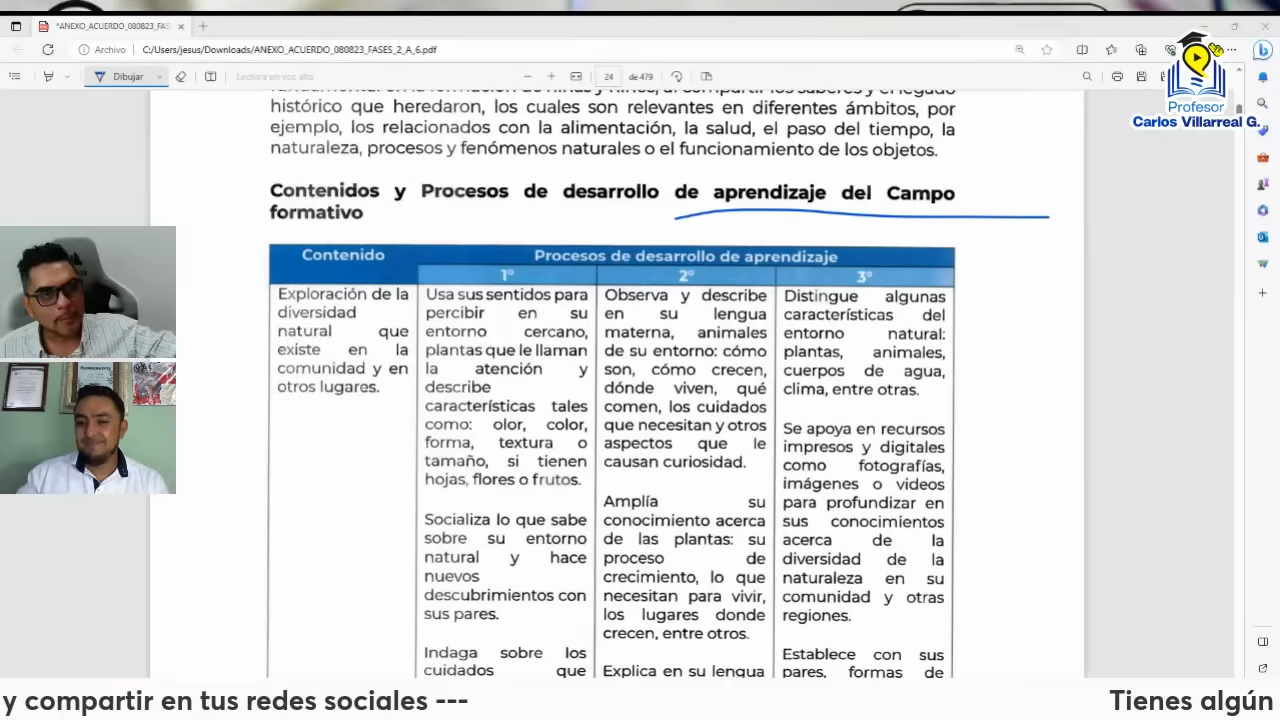 *ANEXO_ACUERDO_080823_FAS
Archivo
C:/Users/jesus/Downloads/ANEXO_ACUERDO_080823_FASES_2_A_6.pdf
Dibujar
Lectura en voz alta
24
de 479
Profesor
Carlos Villarreal G.
histórico que heredaron, los cuales son relevantes en diferentes ámbitos, por
ejemplo, los relacionados con la alimentación, la salud, el paso del tiempo, la
naturaleza, procesos y fenómenos naturales o el funcionamiento de los objetos.
Contenidos y Procesos de desarrollo de aprendizaje del Campo
formativo
Contenido
Procesos de desarrollo de aprendizaje
1°
2°
3°
Exploración de la
diversidad
natural que
existe en la
comunidad y en
otros lugares.
Usa sus sentidos para
percibir en su
entorno cercano,
plantas que le llaman
la atención y
describe
características tales
como: olor, color,
forma, textura o
tamaño, si tienen
hojas, flores o frutos.
Socializa lo que sabe
sobre su entorno
natural y hace
nuevos
descubrimientos con
sus pares.
Indaga sobre los
cuidados que
Observa y describe
en su lengua
materna, animales
de su entorno: cómo
son, cómo crecen,
dónde viven, qué
comen, los cuidados
que necesitan y otros
aspectos que le
causan curiosidad.
Amplía su
conocimiento acerca
de las plantas: su
proceso de
crecimiento, lo que
necesitan para vivir,
los lugares donde
crecen, entre otros.
Explica en su lengua
Distingue algunas
características del
entorno natural:
plantas, animales,
cuerpos de agua,
clima, entre otras.
Se apoya en recursos
impresos y digitales
como fotografías,
imágenes o videos
para profundizar en
sus conocimientos
acerca de la
diversidad de la
naturaleza en su
comunidad y otras
regiones.
Establece con sus
pares, formas de
y compartir en tus redes sociales ---
Tienes algún